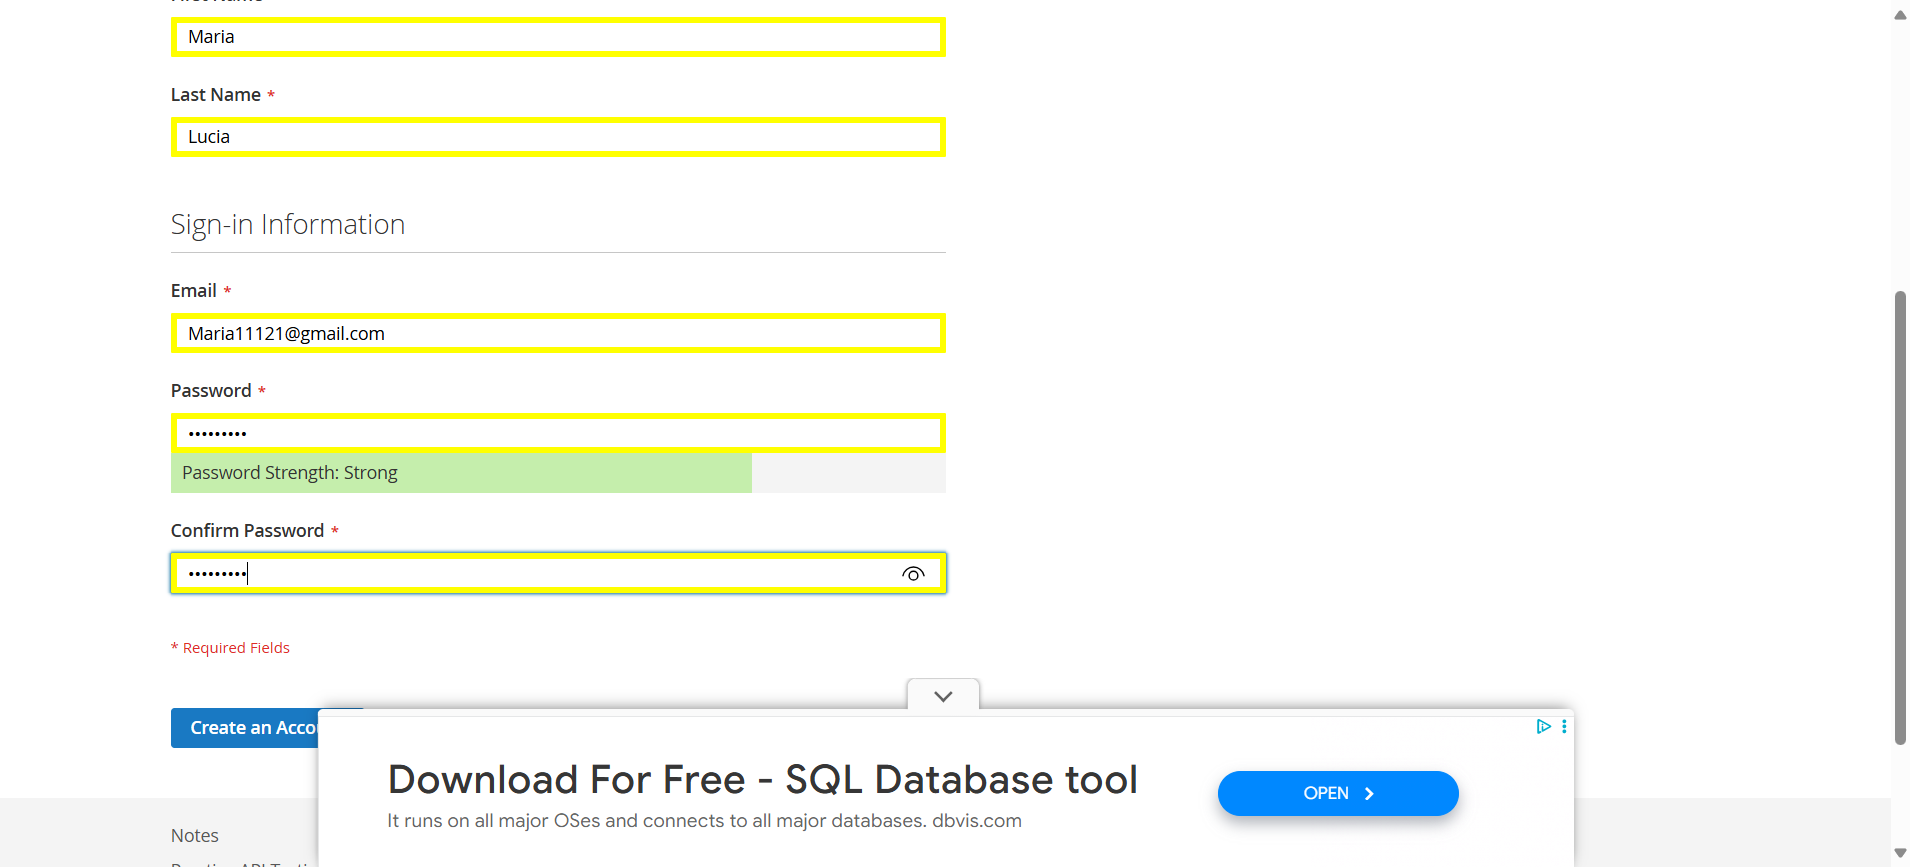 Maria
Last Name *
Lucia
Sign-in Information
Email *
Maria11121@gmail.com
Password *
•••••••••
Password Strength: Strong
Confirm Password *
•••••••••
* Required Fields
Create an Acco
Download For Free - SQL Database tool
OPEN
It runs on all major OSes and connects to all major databases. dbvis.com
Notes